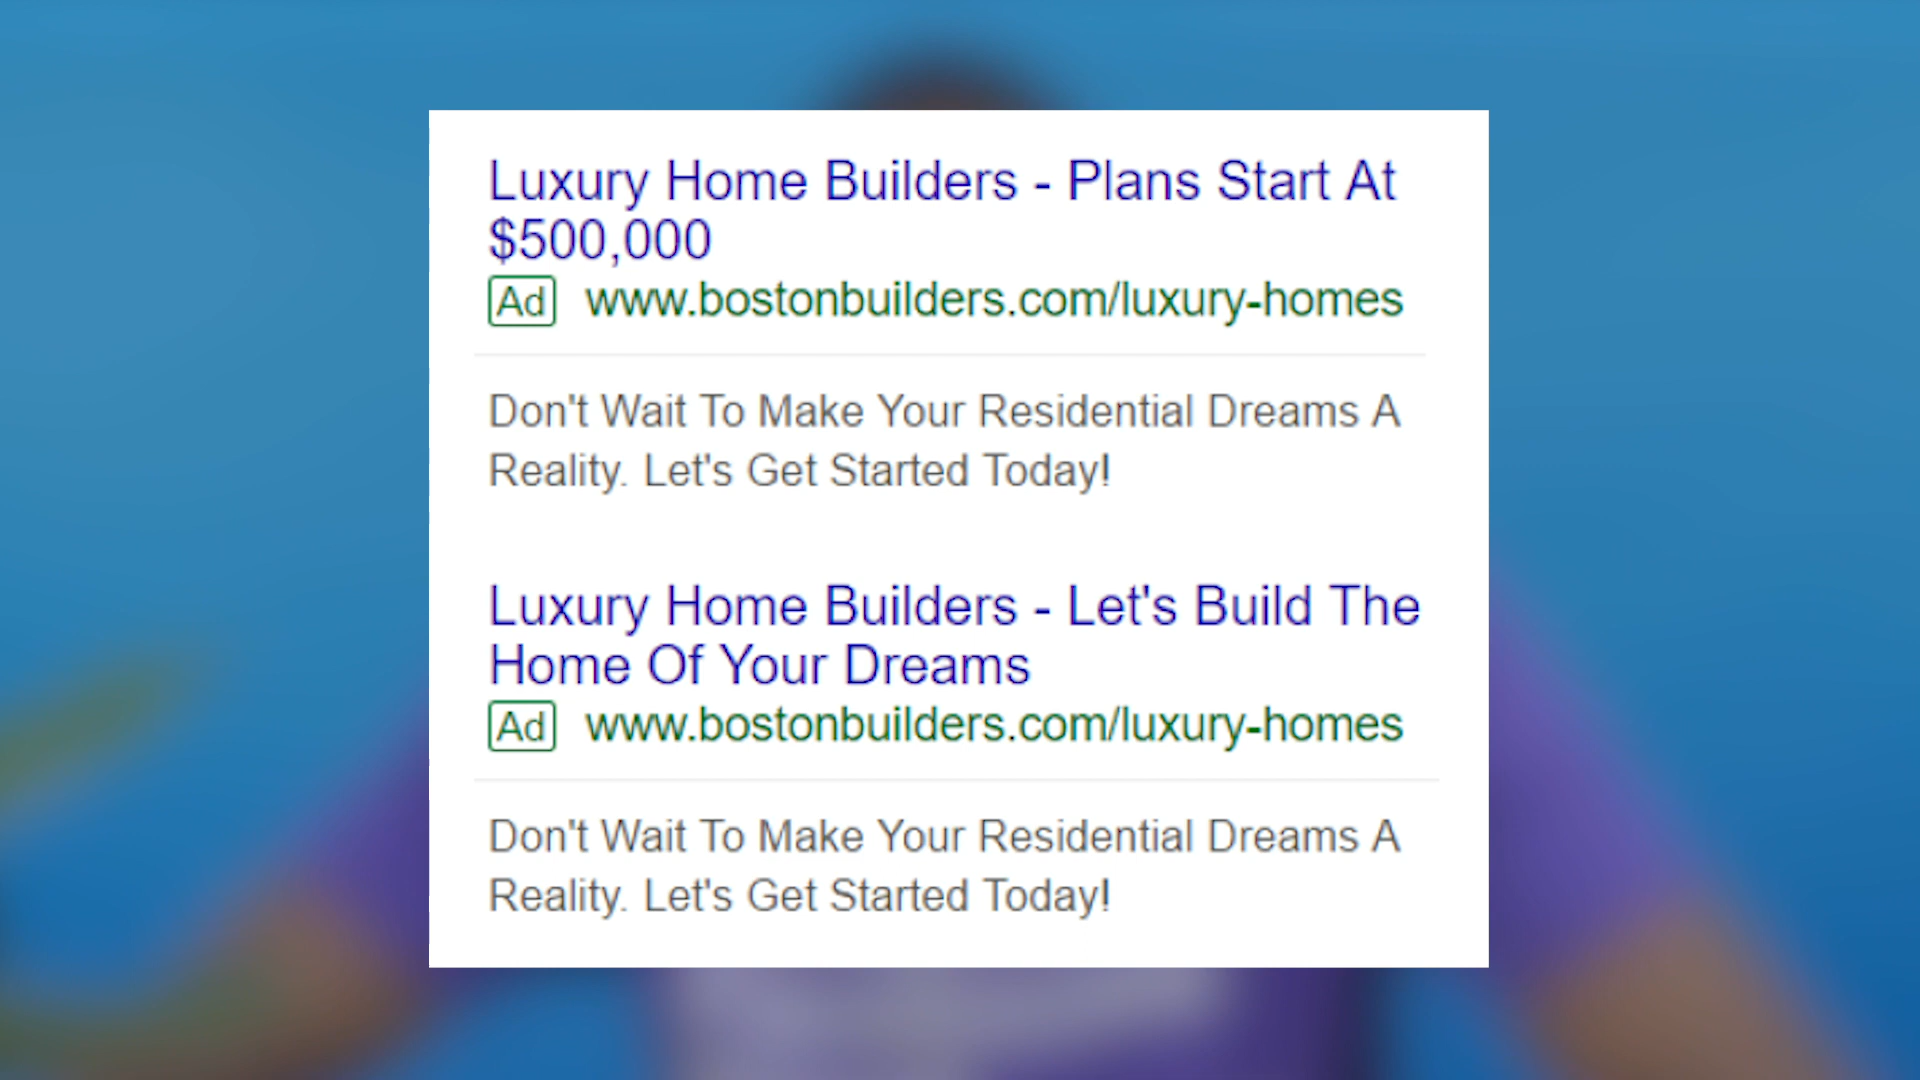 Luxury Home Builders - Plans Start At
$500,000
Ad www.bostonbuilders.com/luxury-homes
Don't Wait To Make Your Residential Dreams A
Reality. Let's Get Started Today!
Luxury Home Builders - Let's Build The
Home Of Your Dreams
Ad www.bostonbuilders.com/luxury-homes
Don't Wait To Make Your Residential Dreams A
Reality. Let's Get Started Today!